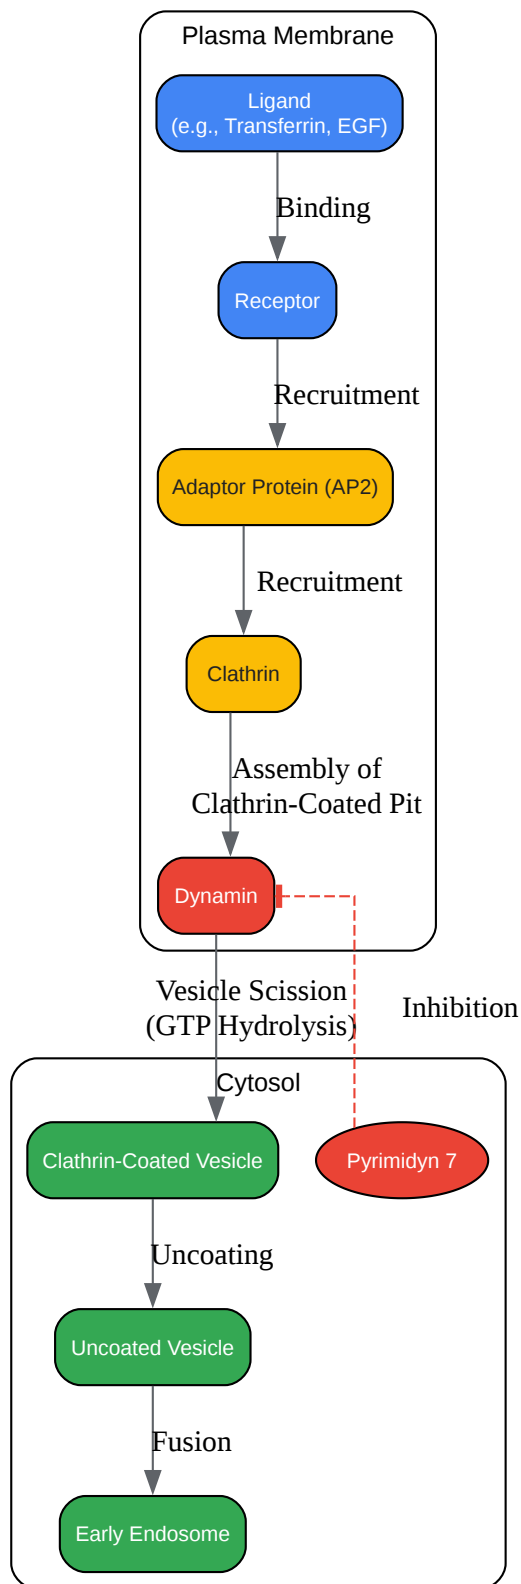 Plasma Membrane
Ligand
(e.g., Transferrin, EGF)
Binding
Receptor
Recruitment
Adaptor Protein (AP2)
Recruitment
Clathrin
Assembly of
Clathrin-Coated Pit
Dynamin
Vesicle Scission
(GTP Hydrolysis)
Inhibition
Cytosol
Clathrin-Coated Vesicle
Pyrimidyn 7
Uncoating
Uncoated Vesicle
Fusion
Early Endosome